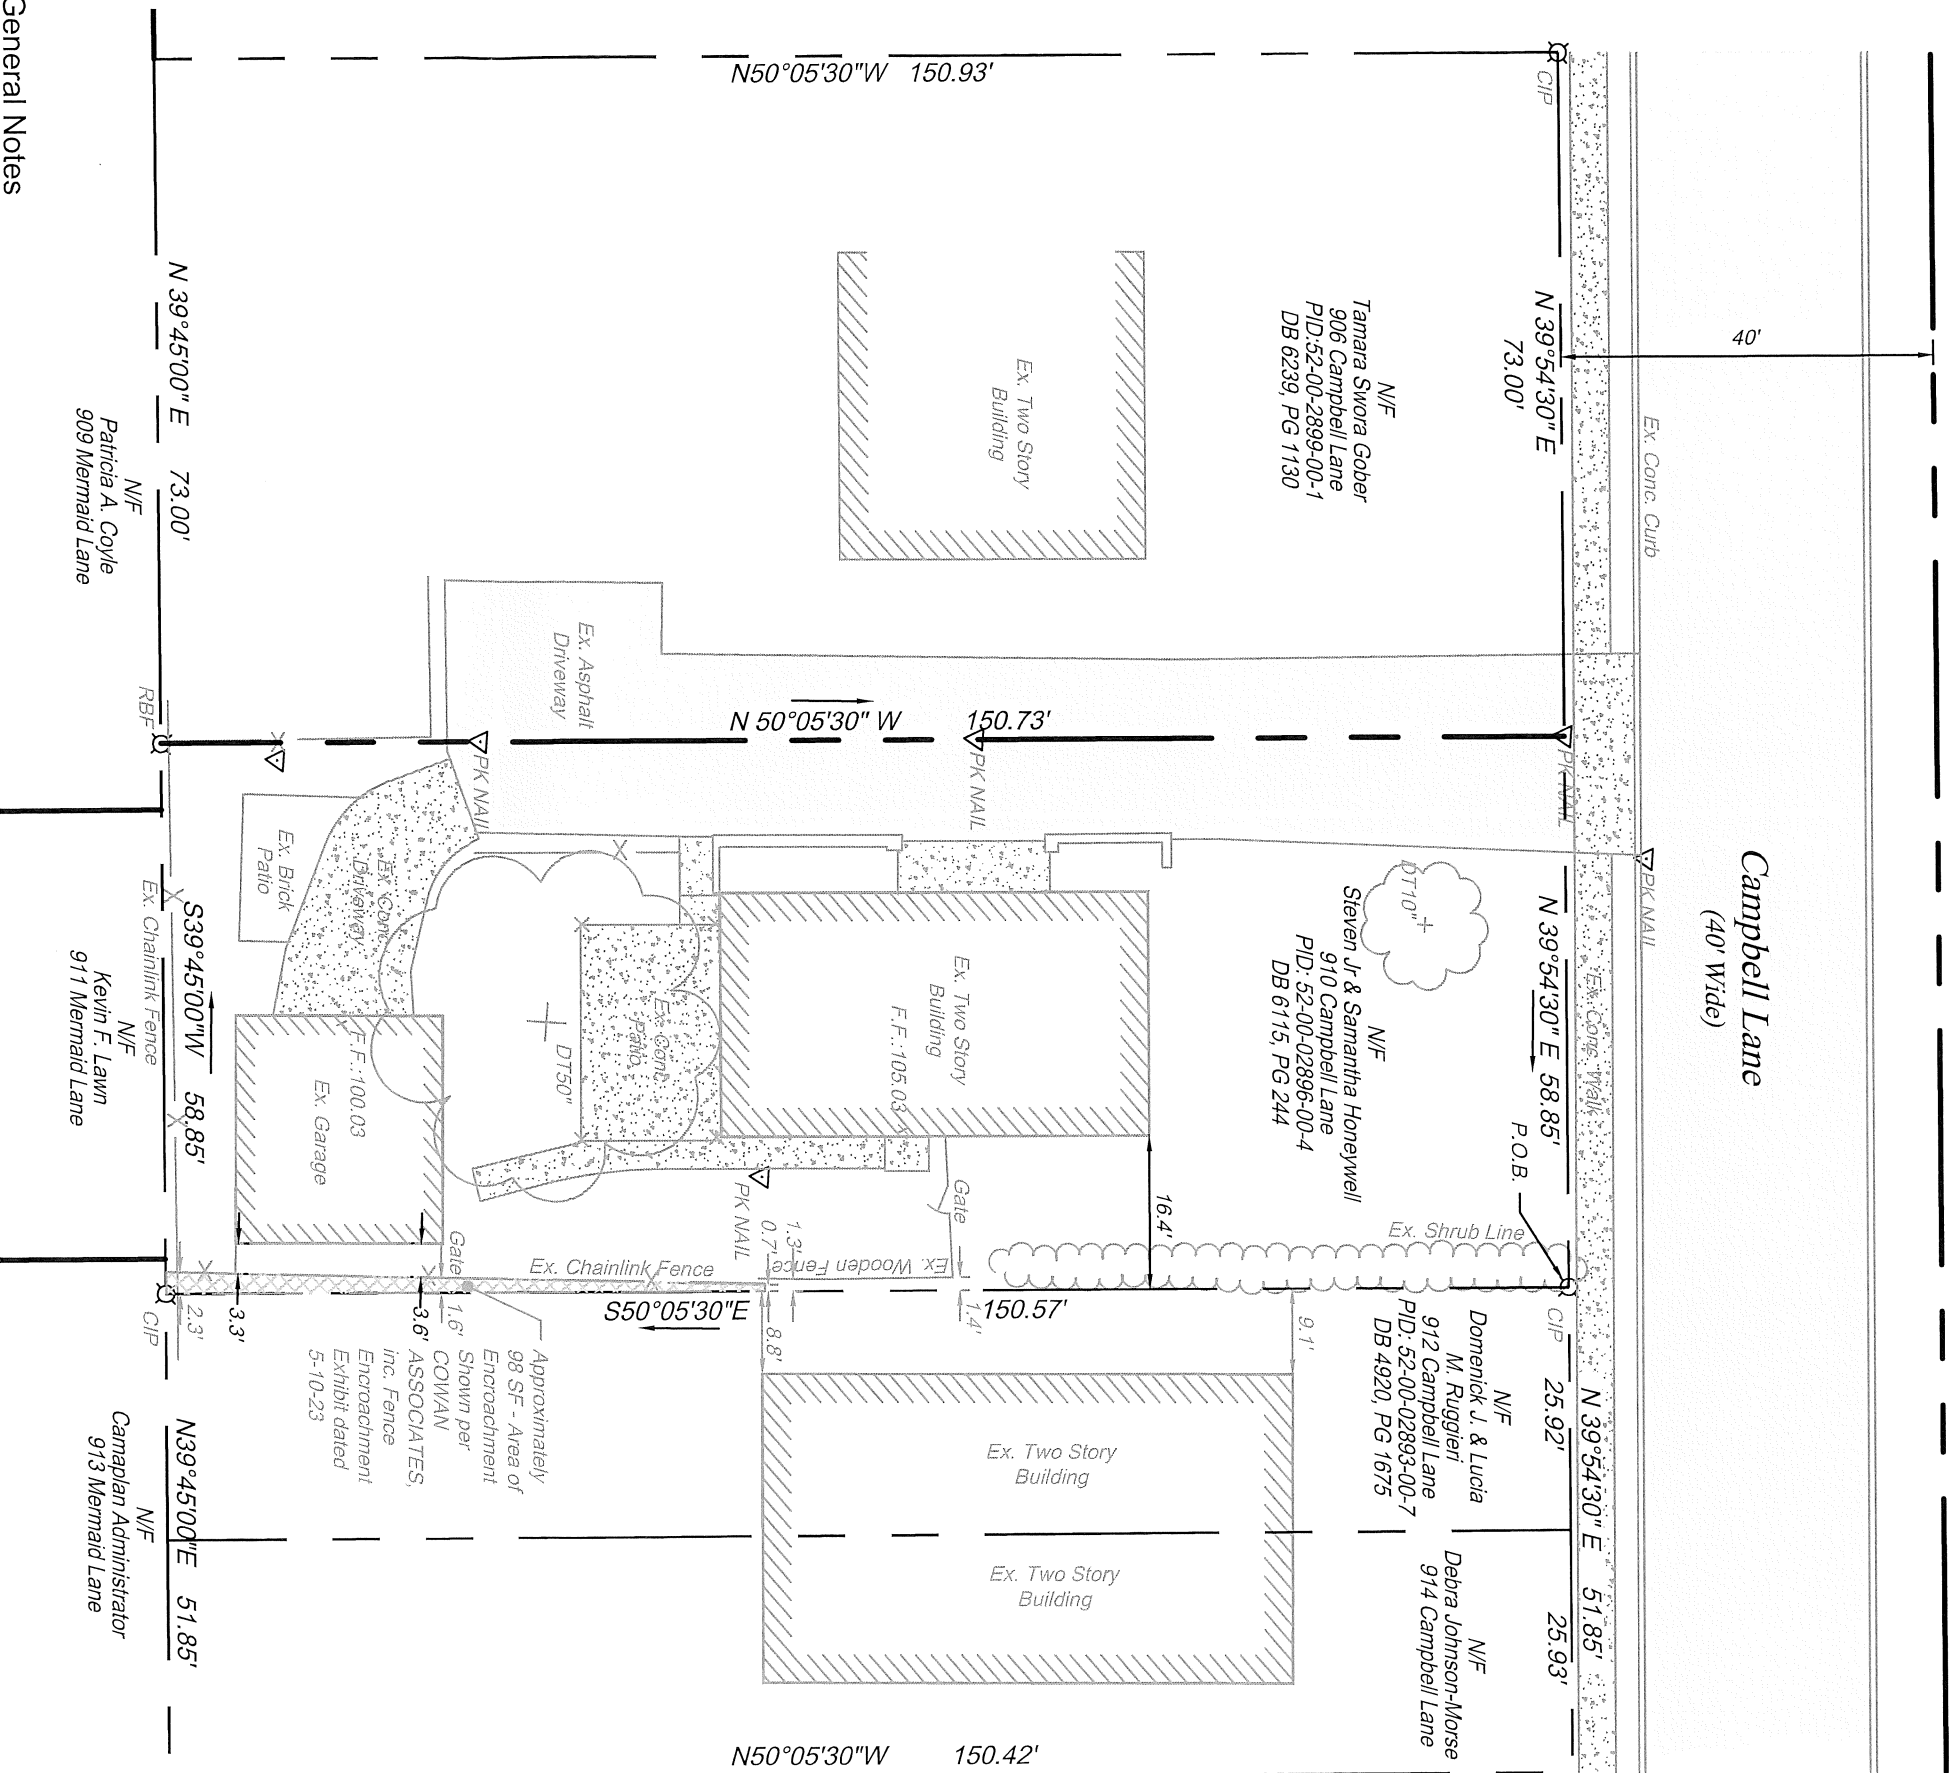 General Notes
N50°05'30"W 150.93'
CIP
N 39°54'30" E
73.00'
40'
Ex. Conc. Curb
N/F
Tamara Swora Gober
906 Campbell Lane
PID:52-00-2899-00-1
DB 6239, PG 1130
Ex. Two Story
Building
N 39°45'00" E 73.00'
N/F
Patricia A. Coyle
909 Mermaid Lane
RBF
Ex. Asphalt
Driveway
N 50°05'30" W 150.73'
PK NAIL
PK NAIL
PK NAIL
PK NAIL
Campbell Lane
(40' Wide)
N 39°54'30" E 58.85'
Ex. Conc. Walk
P.O.B.
DT10"
N/F
Steven Jr & Samantha Honeywell
910 Campbell Lane
PID: 52-00-02896-00-4
DB 6115, PG 244
Ex. Two Story
Building
F.F.:105.03
Ex. Conc.
Patio
DT50"
Ex. Conc.
Driveway
Ex. Brick
Patio
F.F.:100.03
Ex. Garage
S39°45'00"W 58.85'
Ex. Chainlink Fence
N/F
Kevin F. Lawn
911 Mermaid Lane
16.4'
Ex. Shrub Line
Gate
PK NAIL
1.3'
0.7'
Ex. Wooden Fence
Ex. Chainlink Fence
Gate
S50°05'30"E 150.57'
1.4'
8.8'
9.1'
1.6'
3.6'
3.3'
2.3'
CIP
CIP
Approximately
98 SF - Area of
Encroachment
Shown per
COWAN
ASSOCIATES,
inc. Fence
Encroachment
Exhibit dated
5-10-23
N/F
Domenick J. & Lucia
M. Ruggieri
912 Campbell Lane
PID: 52-00-02893-00-7
DB 4920, PG 1675
25.92'
N 39°54'30" E 51.85'
25.93'
N/F
Debra Johnson-Morse
914 Campbell Lane
Ex. Two Story
Building
Ex. Two Story
Building
N39°45'00"E 51.85'
N/F
Camaplan Administrator
913 Mermaid Lane
N50°05'30"W 150.42'